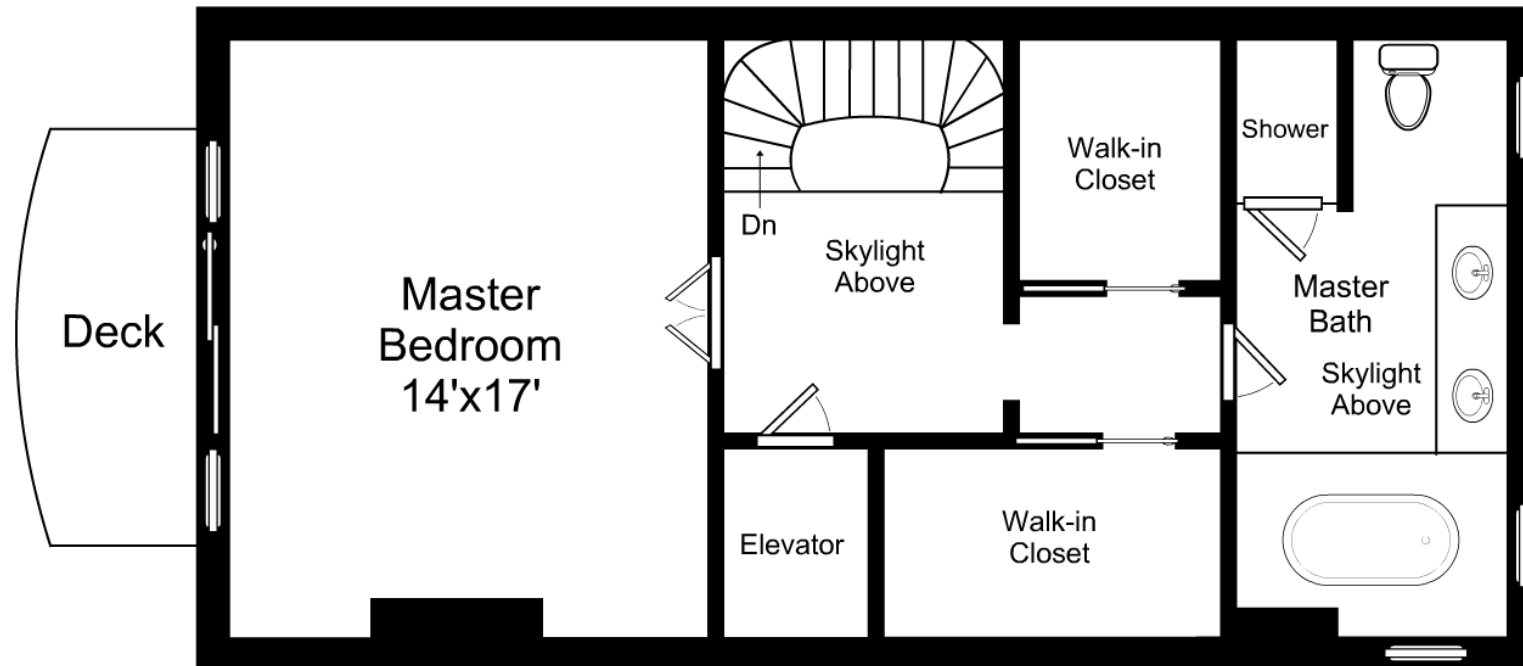 Deck
Master
Bedroom
14'x17'
Dn
Skylight
Above
Elevator
Walk-in
Closet
Walk-in
Closet
Shower
Master
Bath
Skylight
Above